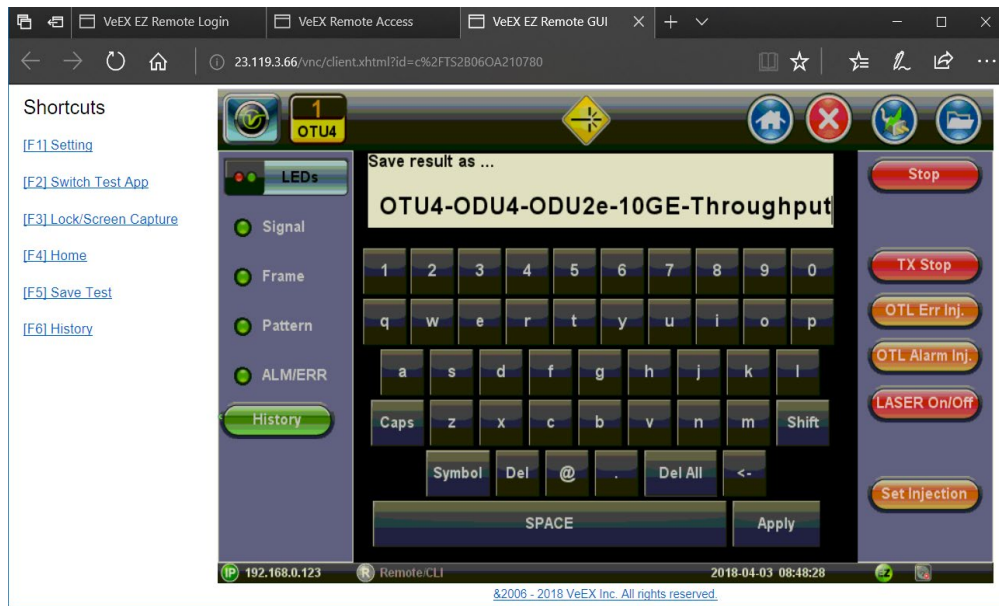 VeEX EZ Remote Login
VeEX Remote Access
VeEX EZ Remote GUI
23.119.3.66/vnc/client.xhtml?id=c%2FTS2B06OA210780
Shortcuts
[F1] Setting
[F2] Switch Test App
[F3] Lock/Screen Capture
[F4] Home
[F5] Save Test
[F6] History
1
OTU4
LEDs
Signal
Frame
Pattern
ALM/ERR
History
Save result as ...
OTU4-ODU4-ODU2e-10GE-Throughput
1 2 3 4 5 6 7 8 9 0
q w e r t y u i o p
a s d f g h j k l
Caps z x c b v n m Shift
Symbol Del @ . Del All <-
SPACE Apply
Stop
TX Stop
OTL Err Inj.
OTL Alarm Inj.
LASER On/Off
Set Injection
IP 192.168.0.123 R Remote/CLI 2018-04-03 08:48:28 EZ
&2006 - 2018 VeEX Inc. All rights reserved.